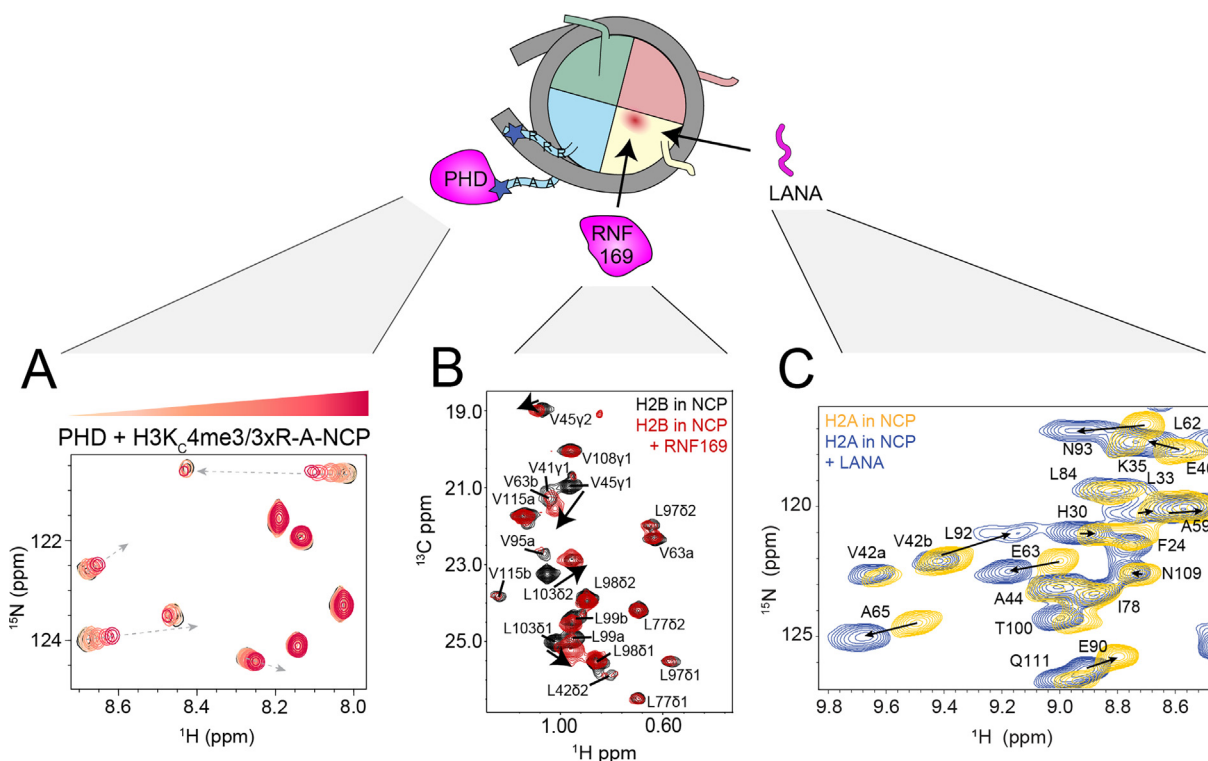 R
R
R
PHD
A
A
A
RNF
169
LANA
A
PHD + H3KC4me3/3xR-A-NCP
122
124
15N (ppm)
8.6
8.4
8.2
8.0
1H (ppm)
B
H2B in NCP
H2B in NCP
+ RNF169
19.0
21.0
23.0
25.0
13C ppm
V45γ2
V108γ1
V41γ1
V63b
V45γ1
V115a
L97δ2
V95a
V63a
V115b
L98δ2
L103δ2
L99b
L77δ2
L103δ1
L99a
L98δ1
L97δ1
L42δ2
L77δ1
1.00
0.60
1H ppm
C
H2A in NCP
H2A in NCP
+ LANA
L62
N93
K35
E40
L84
L33
H30
A59
L92
V42b
E63
F24
V42a
N109
A44
I78
A65
T100
E90
Q111
120
125
15N (ppm)
9.8
9.6
9.4
9.2
9.0
8.8
8.6
1H (ppm)